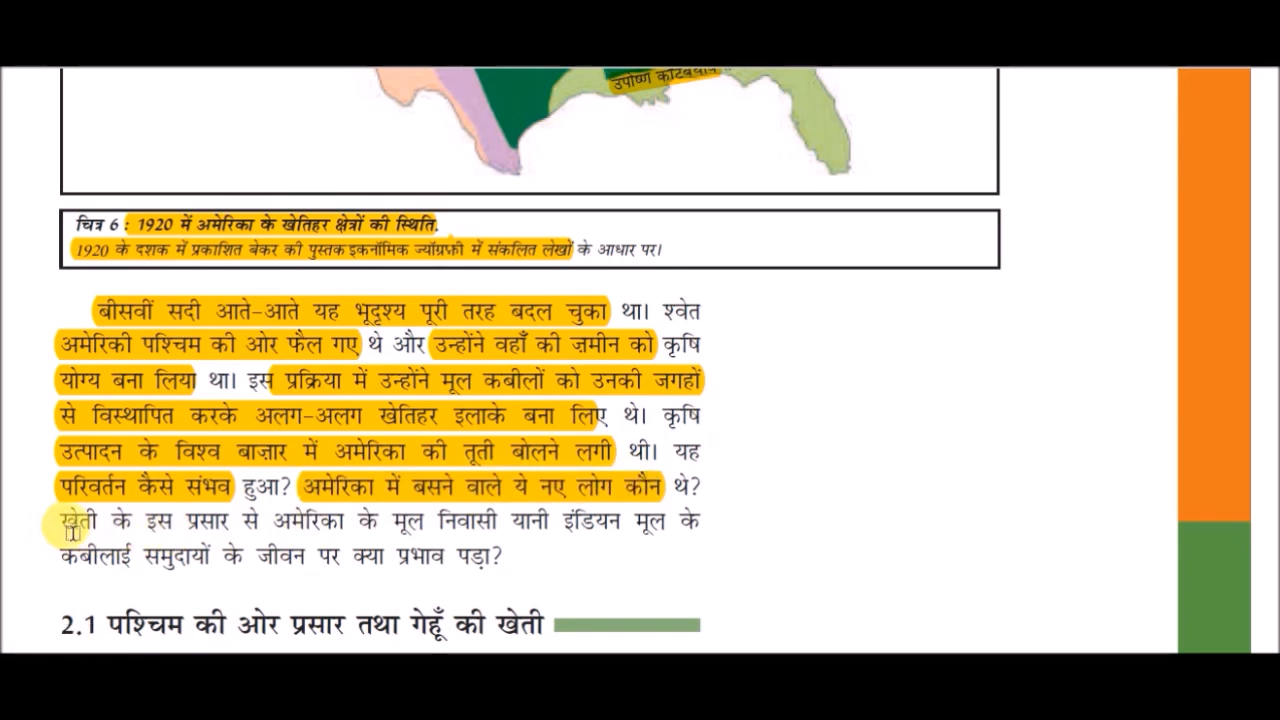 उपोष्ण कटिबंधीय
चित्र 6 : 1920 में अमेरिका के खेतिहर क्षेत्रों की स्थिति.
1920 के दशक में प्रकाशित बेकर की पुस्तक इकनॉमिक ज्यॉग्रफ़ी में संकलित लेखों के आधार पर।
बीसवीं सदी आते-आते यह भूदृश्य पूरी तरह बदल चुका था। श्वेत
अमेरिकी पश्चिम की ओर फैल गए थे और उन्होंने वहाँ की ज़मीन को कृषि
योग्य बना लिया था। इस प्रक्रिया में उन्होंने मूल कबीलों को उनकी जगहों
से विस्थापित करके अलग-अलग खेतिहर इलाके बना लिए थे। कृषि
उत्पादन के विश्व बाज़ार में अमेरिका की तूती बोलने लगी थी। यह
परिवर्तन कैसे संभव हुआ? अमेरिका में बसने वाले ये नए लोग कौन थे?
खेती के इस प्रसार से अमेरिका के मूल निवासी यानी इंडियन मूल के
कबीलाई समुदायों के जीवन पर क्या प्रभाव पड़ा?
2.1 पश्चिम की ओर प्रसार तथा गेहूँ की खेती